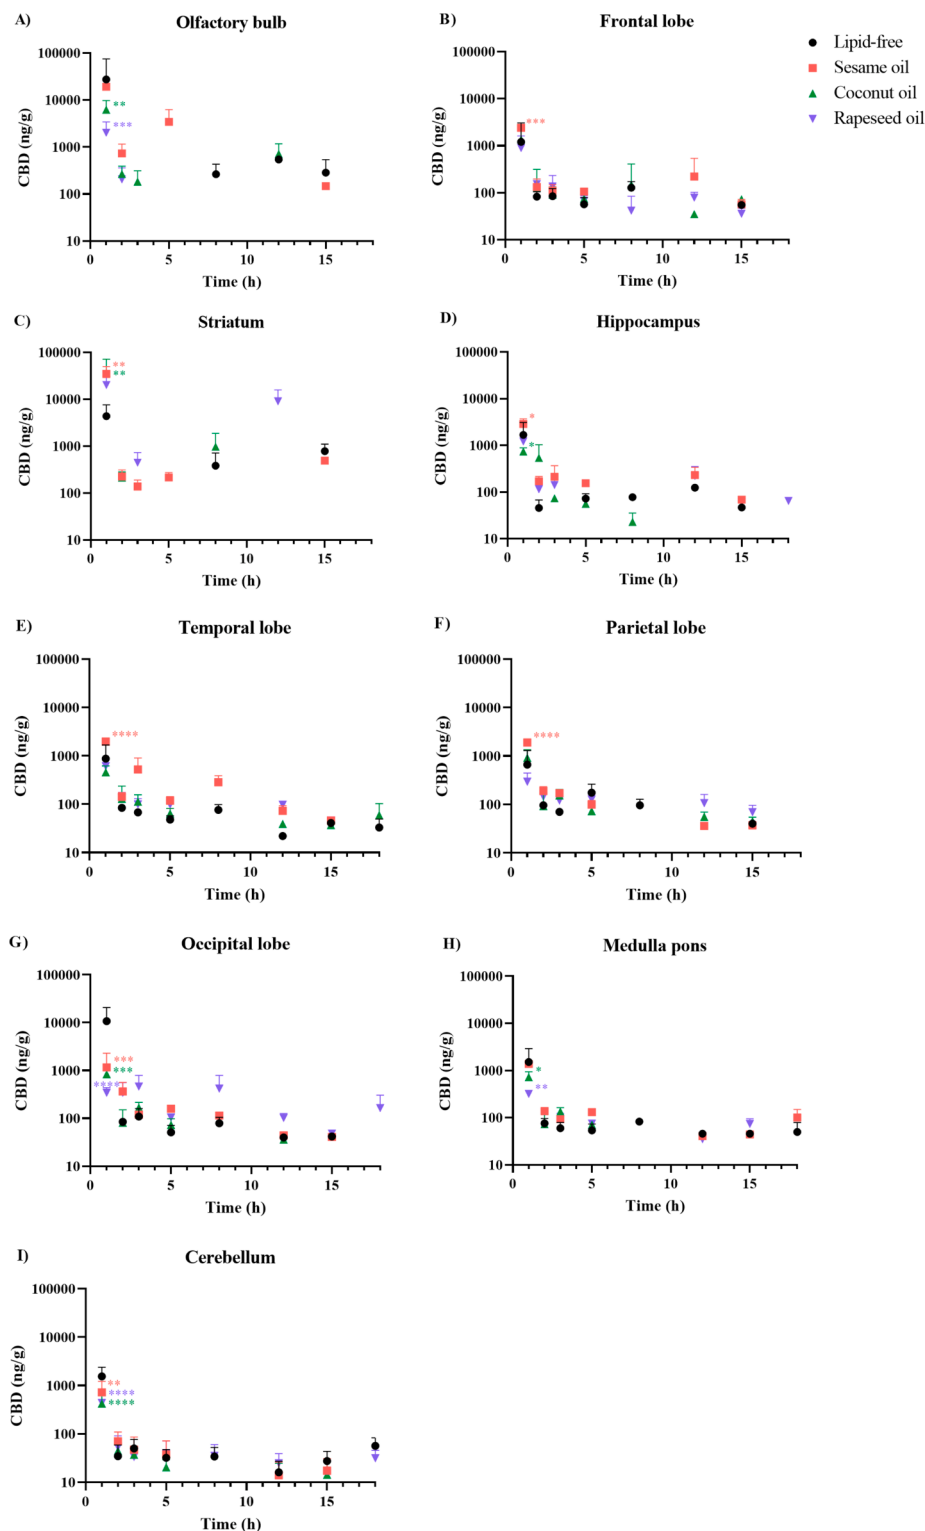 A) Olfactory bulb
CBD (ng/g)
100000
10000
1000
100
10
**
***
0 5 10 15
Time (h)
B) Frontal lobe
CBD (ng/g)
100000
10000
1000
100
10
***
0 5 10 15
Time (h)
Lipid-free
Sesame oil
Coconut oil
Rapeseed oil
C) Striatum
CBD (ng/g)
100000
10000
1000
100
10
**
**
0 5 10 15
Time (h)
D) Hippocampus
CBD (ng/g)
100000
10000
1000
100
10
*
*
0 5 10 15
Time (h)
E) Temporal lobe
CBD (ng/g)
100000
10000
1000
100
10
****
0 5 10 15
Time (h)
F) Parietal lobe
CBD (ng/g)
100000
10000
1000
100
10
****
0 5 10 15
Time (h)
G) Occipital lobe
CBD (ng/g)
100000
10000
1000
100
10
***
***
****
0 5 10 15
Time (h)
H) Medulla pons
CBD (ng/g)
100000
10000
1000
100
10
*
**
0 5 10 15
Time (h)
I) Cerebellum
CBD (ng/g)
100000
10000
1000
100
10
**
****
****
0 5 10 15
Time (h)